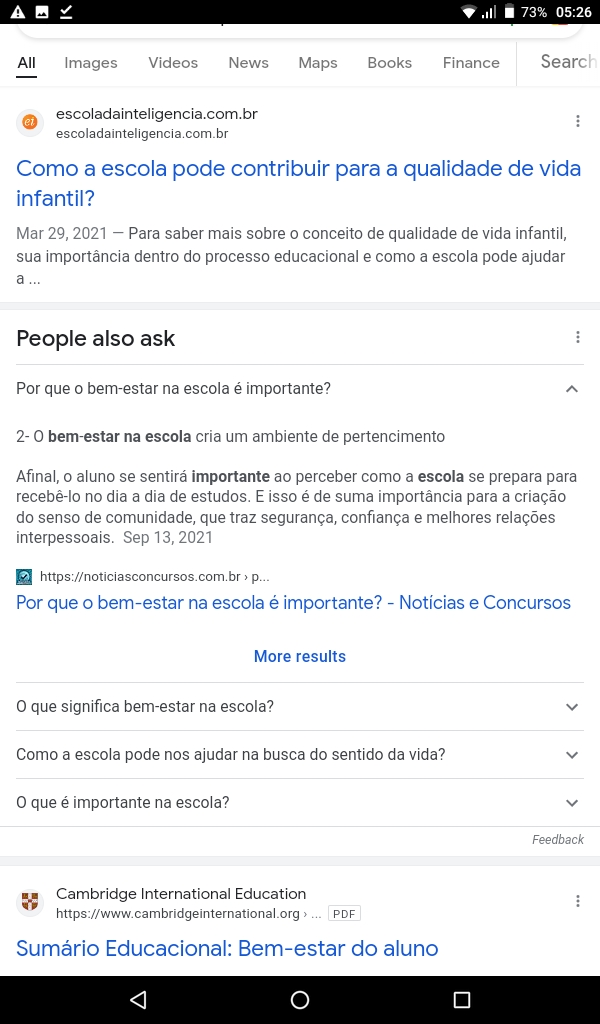 73% 05:26
All Images Videos News Maps Books Finance Search
escoladainteligencia.com.br
escoladainteligencia.com.br
Como a escola pode contribuir para a qualidade de vida
infantil?
Mar 29, 2021 — Para saber mais sobre o conceito de qualidade de vida infantil,
sua importância dentro do processo educacional e como a escola pode ajudar
a ...
People also ask
Por que o bem-estar na escola é importante?
2- O bem-estar na escola cria um ambiente de pertencimento
Afinal, o aluno se sentirá importante ao perceber como a escola se prepara para
recebê-lo no dia a dia de estudos. E isso é de suma importância para a criação
do senso de comunidade, que traz segurança, confiança e melhores relações
interpessoais. Sep 13, 2021
https://noticiasconcursos.com.br › p...
Por que o bem-estar na escola é importante? - Notícias e Concursos
More results
O que significa bem-estar na escola?
Como a escola pode nos ajudar na busca do sentido da vida?
O que é importante na escola?
Feedback
Cambridge International Education
https://www.cambridgeinternational.org › ... PDF
Sumário Educacional: Bem-estar do aluno